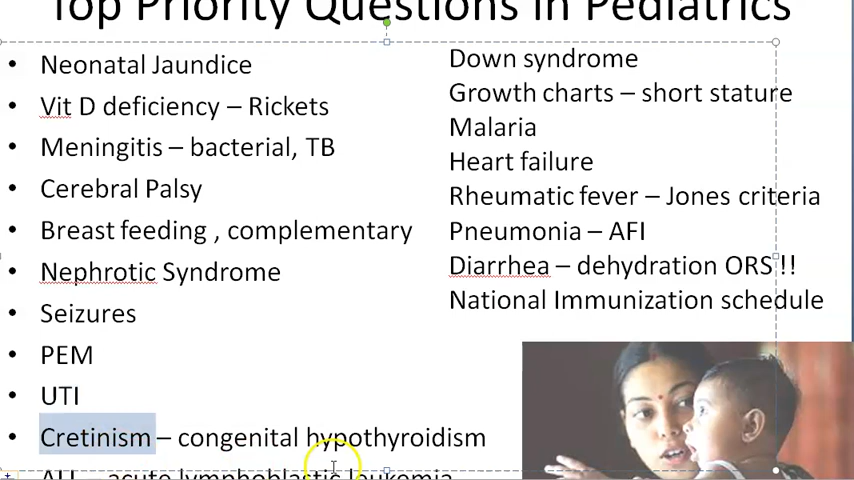 Top Priority Questions in Pediatrics
• Neonatal Jaundice
• Vit D deficiency – Rickets
• Meningitis – bacterial, TB
• Cerebral Palsy
• Breast feeding , complementary
• Nephrotic Syndrome
• Seizures
• PEM
• UTI
• Cretinism – congenital hypothyroidism
• ALL – acute lymphoblastic leukemia
Down syndrome
Growth charts – short stature
Malaria
Heart failure
Rheumatic fever – Jones criteria
Pneumonia – AFI
Diarrhea – dehydration ORS !!
National Immunization schedule